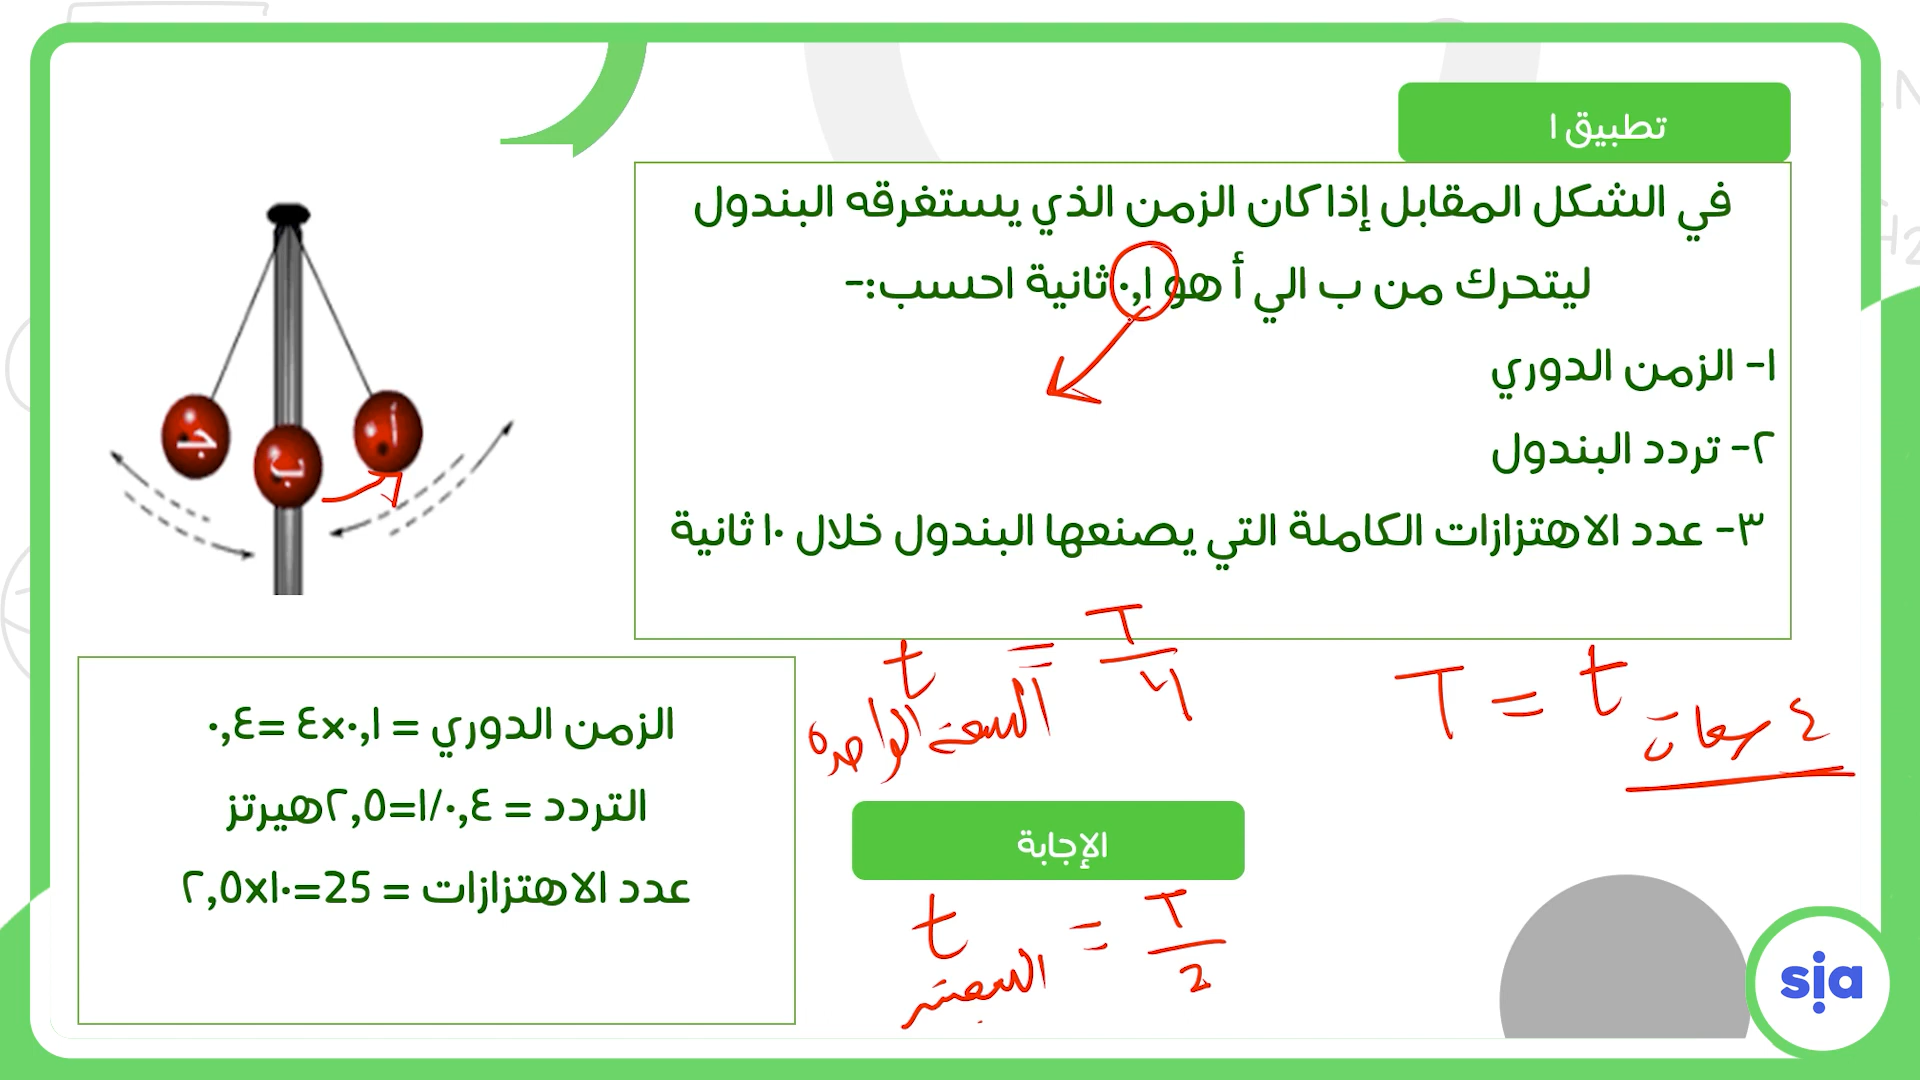 تطبيق ١
في الشكل المقابل إذا كان الزمن الذي يستغرقه البندول
ليتحرك من ب الي أ هو ٠,١ ثانية احسب:-
١- الزمن الدوري
٢- تردد البندول
٣- عدد الاهتزازات الكاملة التي يصنعها البندول خلال ١٠ ثانية
أ
ب
جـ
T = t ٤ سعات
t السعة الواحدة = T/٤
الإجابة
t السعتين = T/2
الزمن الدوري = ٠,١x٤ =٠,٤
التردد = ١/٠,٤=٢,٥هيرتز
عدد الاهتزازات = 25=٢,٥x١٠
sia